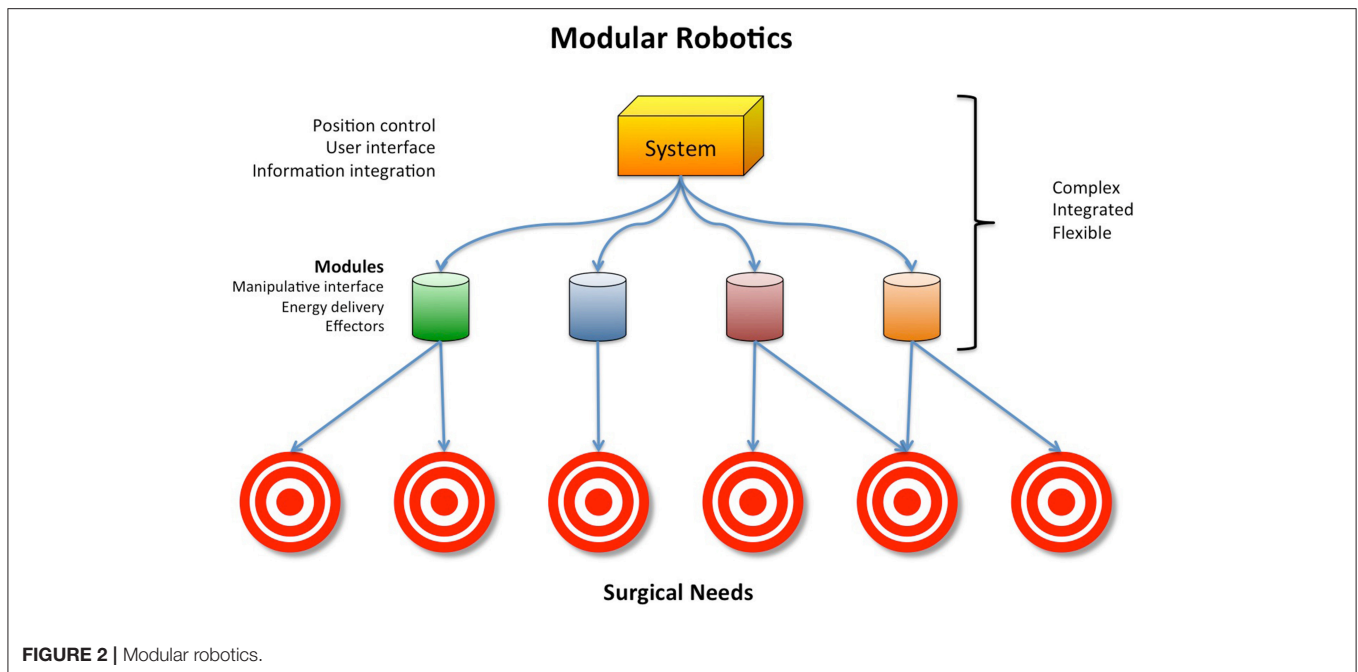 Modular Robotics
Position control
User interface
Information integration
System
Complex
Integrated
Flexible
Modules
Manipulative interface
Energy delivery
Effectors
Surgical Needs
FIGURE 2 | Modular robotics.